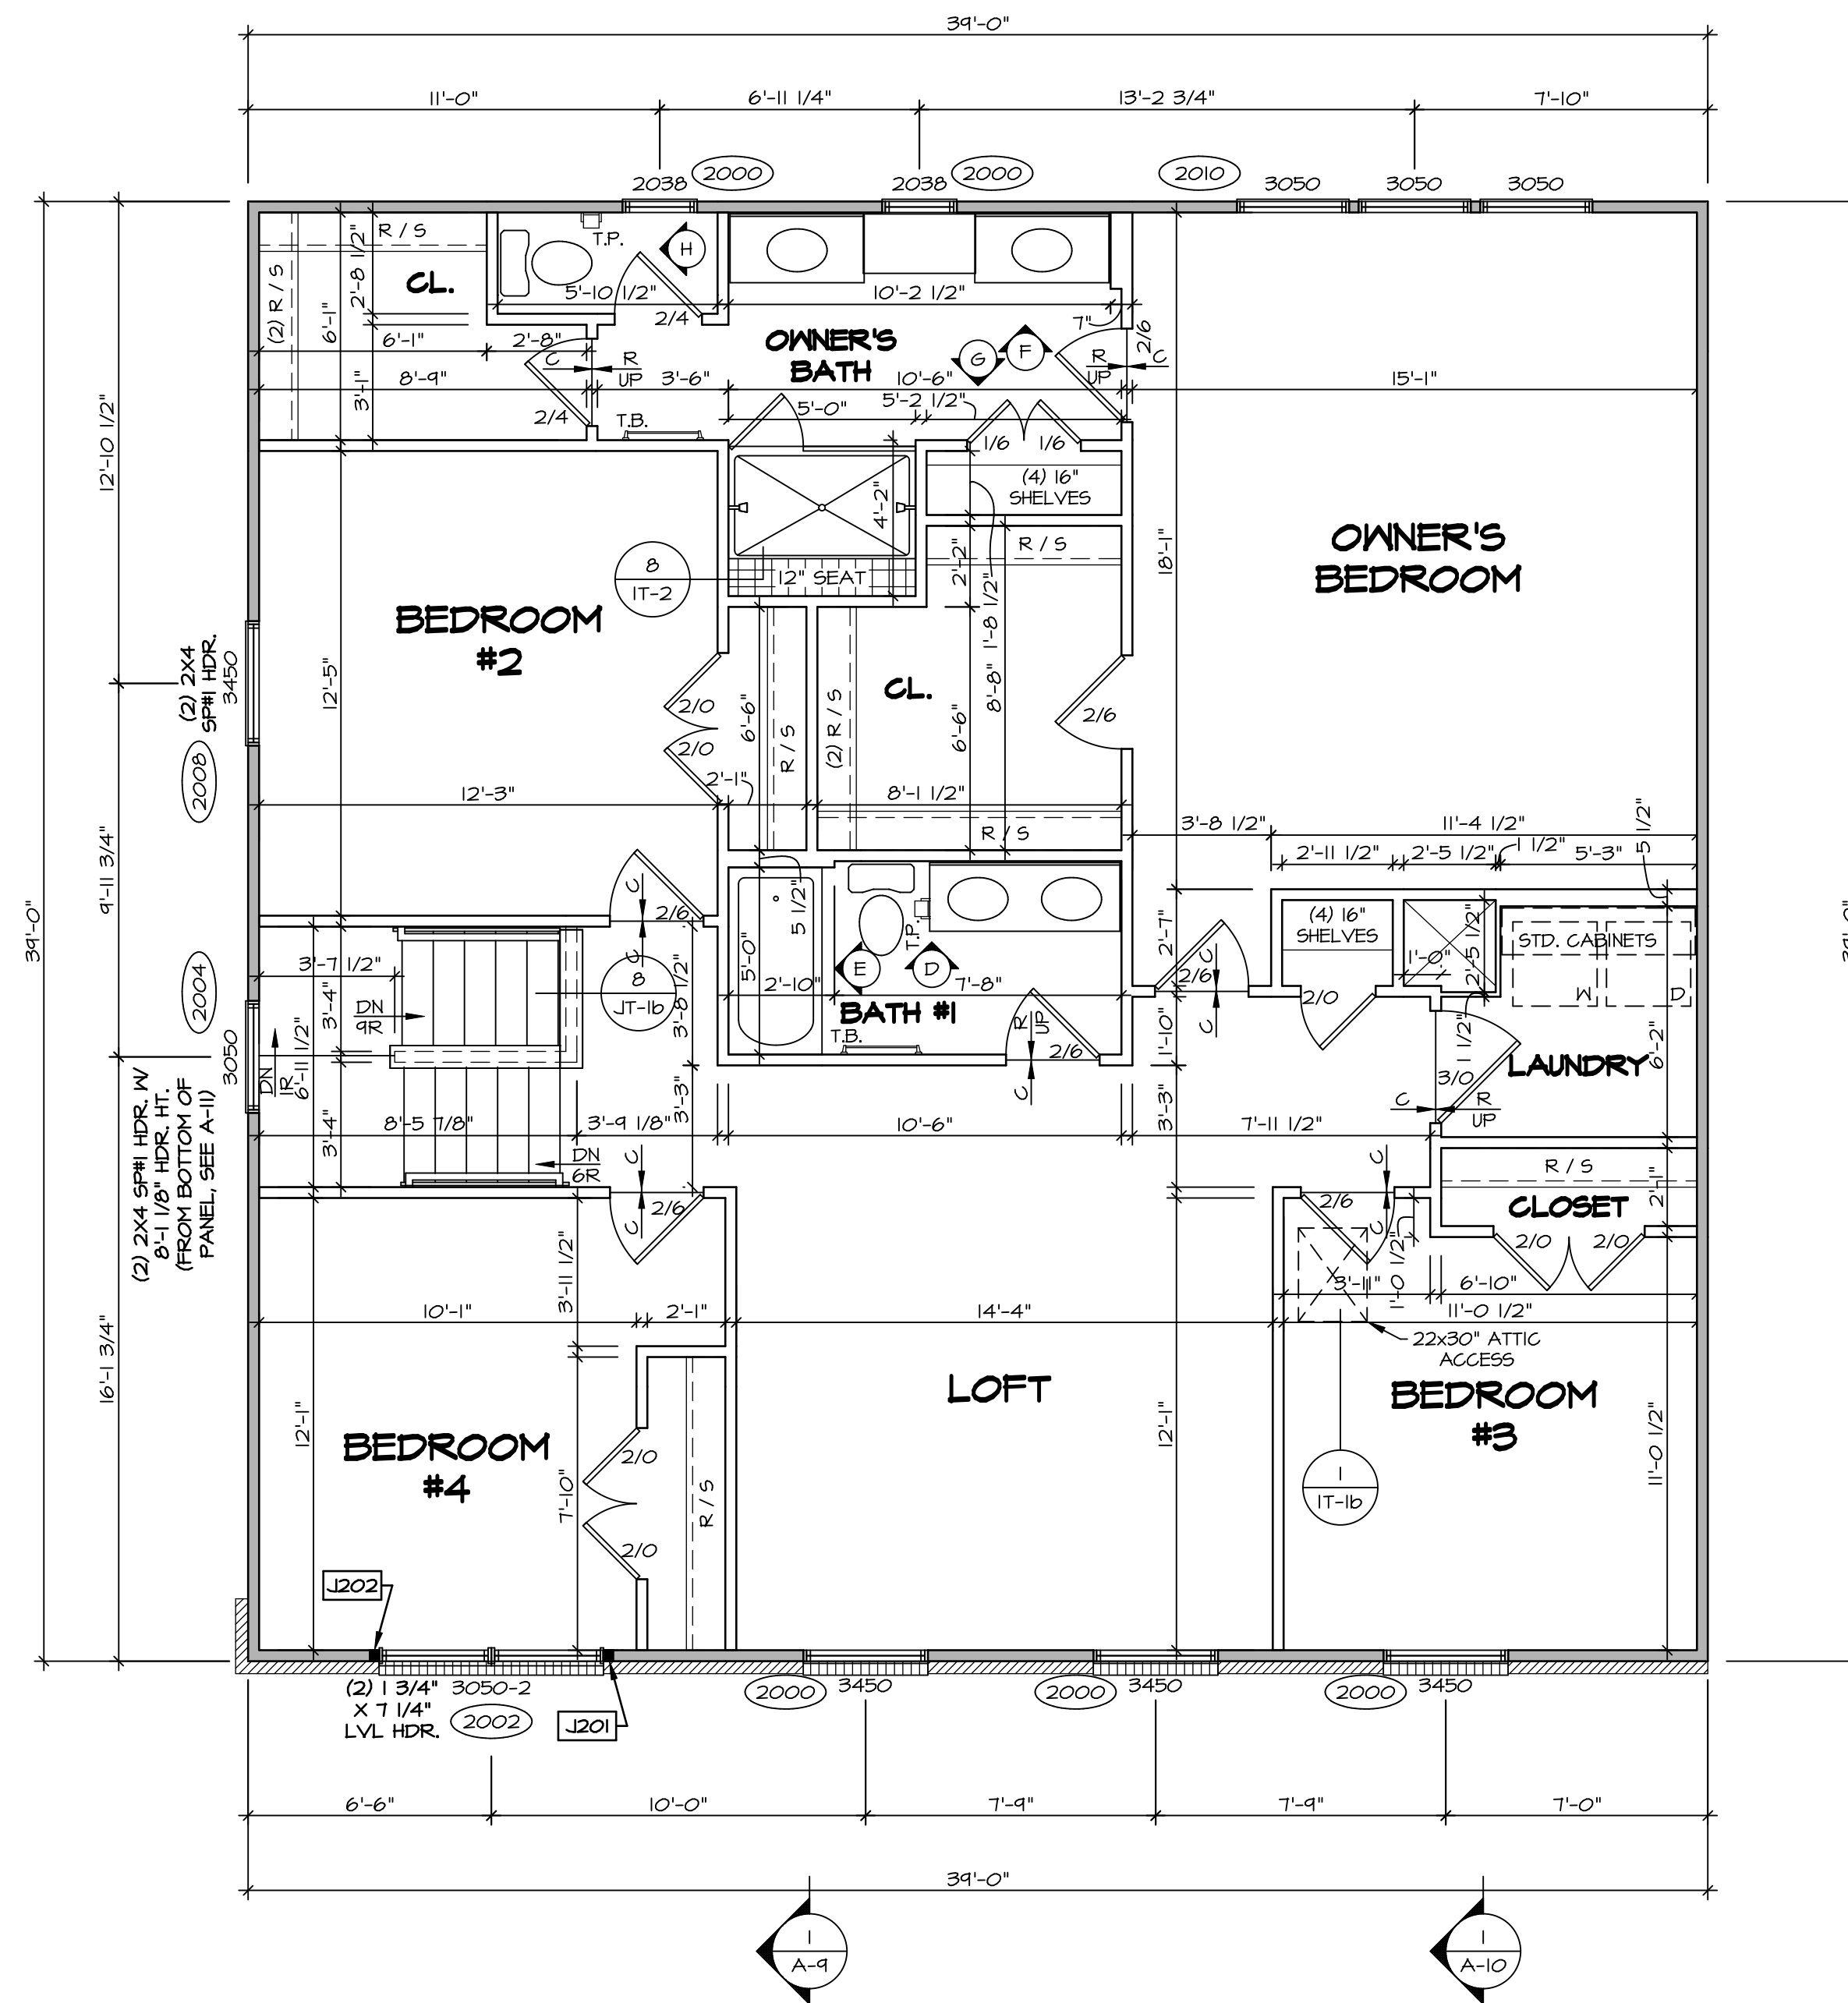 39'-0"
11'-0"
6'-11 1/4"
13'-2 3/4"
7'-10"
2038
2000
2038
2000
2010
3050
3050
3050
R / S
(2) R / S
2'-8 1/2"
6'-1"
CL.
T.P.
H
5'-10 1/2"
10'-2 1/2"
2/4
7"
2/6
6'-1"
2'-8"
OWNER'S
BATH
G
F
C
R
UP
R
UP
C
8'-9"
3'-6"
10'-6"
15'-1"
3'-1"
2/4
T.B.
5'-0"
5'-2 1/2"
1/6
1/6
(4) 16"
SHELVES
4'-2"
12'-10 1/2"
R / S
2'-2"
1'-8 1/2"
18'-1"
OWNER'S
BEDROOM
8
IT-2
12" SEAT
BEDROOM
#2
(2) 2X4
SP#1 HDR.
3450
2008
12'-5"
2/0
2/0
6'-6"
R / S
(2) R / S
CL.
6'-6"
8'-8"
2/6
2'-1"
12'-3"
8'-1 1/2"
R / S
3'-8 1/2"
11'-4 1/2"
5 1/2"
2'-11 1/2"
2'-5 1/2"
1 1/2"
5'-3"
9'-11 3/4"
39'-0"
39'-0"
2004
3050
C
2/6
C
5 1/2"
5'-0"
T.P.
E
D
2'-10"
7'-8"
BATH #1
T.B.
R
UP
2/6
C
2'-7"
2/6
C
C
(4) 16"
SHELVES
1'-0"
2'-5 1/2"
STD. CABINETS
W
D
2/0
3'-7 1/2"
3'-4"
DN
9R
8
JT-1b
3'-8 1/2"
1'-10"
1 1/2"
6'-2"
LAUNDRY
3/0
C
R
UP
DN
1R
6'-11 1/2"
3'-4"
8'-5 7/8"
3'-9 1/8"
3'-3"
10'-6"
3'-3"
7'-11 1/2"
DN
6R
(2) 2X4 SP#1 HDR. W/
8'-1 1/8" HDR. HT.
(FROM BOTTOM OF
PANEL, SEE A-11)
C
2/6
C
C
2/6
C
R / S
2'-1"
CLOSET
2/0
2/0
1'-0 1/2"
3'-11"
6'-10"
3'-11 1/2"
10'-1"
2'-1"
14'-4"
11'-0 1/2"
22x30" ATTIC
ACCESS
16'-1 3/4"
LOFT
BEDROOM
#3
12'-1"
BEDROOM
#4
2/0
7'-10"
2/0
R / S
12'-1"
11'-0 1/2"
1
IT-1b
J202
(2) 1 3/4"
X 7 1/4"
LVL HDR.
3050-2
2002
J201
2000
3450
2000
3450
2000
3450
6'-6"
10'-0"
7'-9"
7'-9"
7'-0"
39'-0"
1
A-9
1
A-10